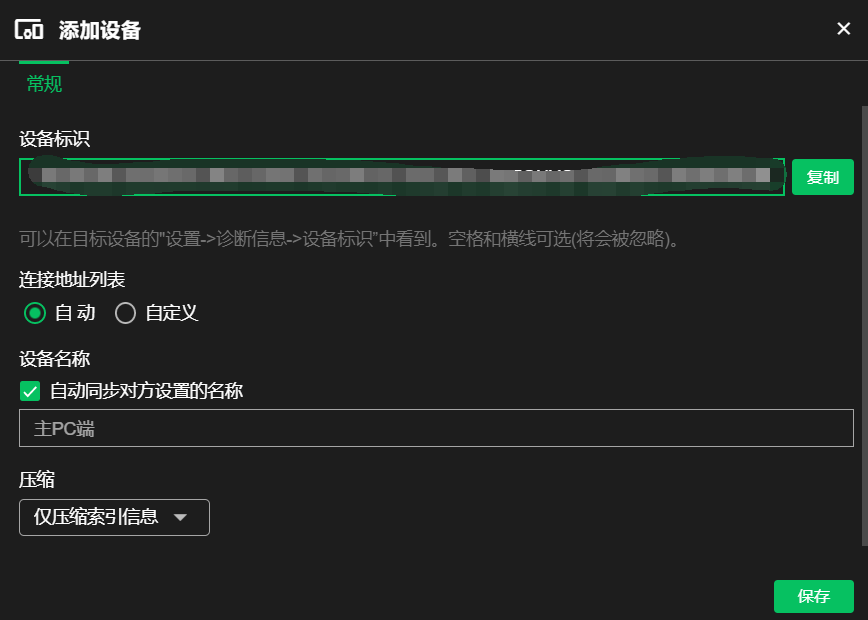 添加设备
常规
设备标识
复制
可以在目标设备的"设置->诊断信息->设备标识"中看到。空格和横线可选(将会被忽略)。
连接地址列表
自 动 自定义
设备名称
自动同步对方设置的名称
主PC端
压缩
仅压缩索引信息
保存